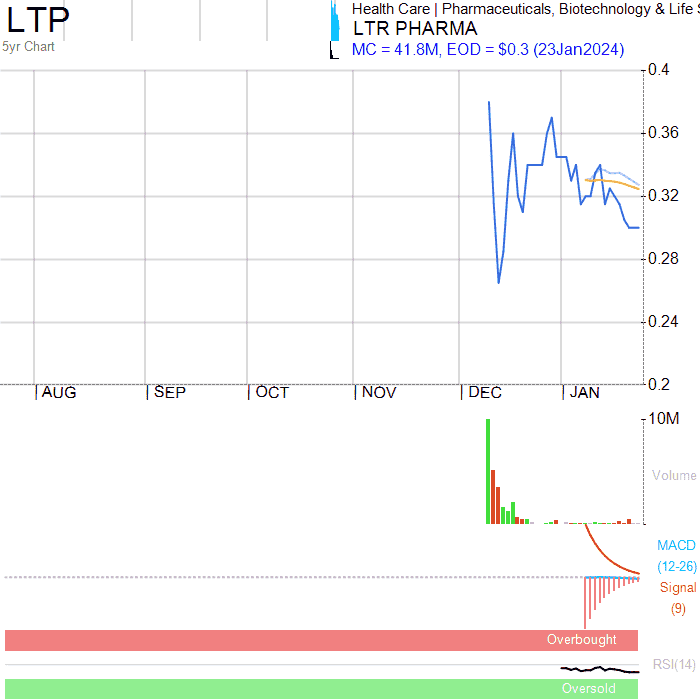 LTP
5yr Chart
Health Care | Pharmaceuticals, Biotechnology & Life
LTR PHARMA
MC = 41.8M, EOD = $0.3 (23Jan2024)
0.4
0.36
0.32
0.28
0.24
0.2
AUG
SEP
OCT
NOV
DEC
JAN
10M
Volume
MACD
(12-26)
Signal
(9)
Overbought
RSI(14)
Oversold